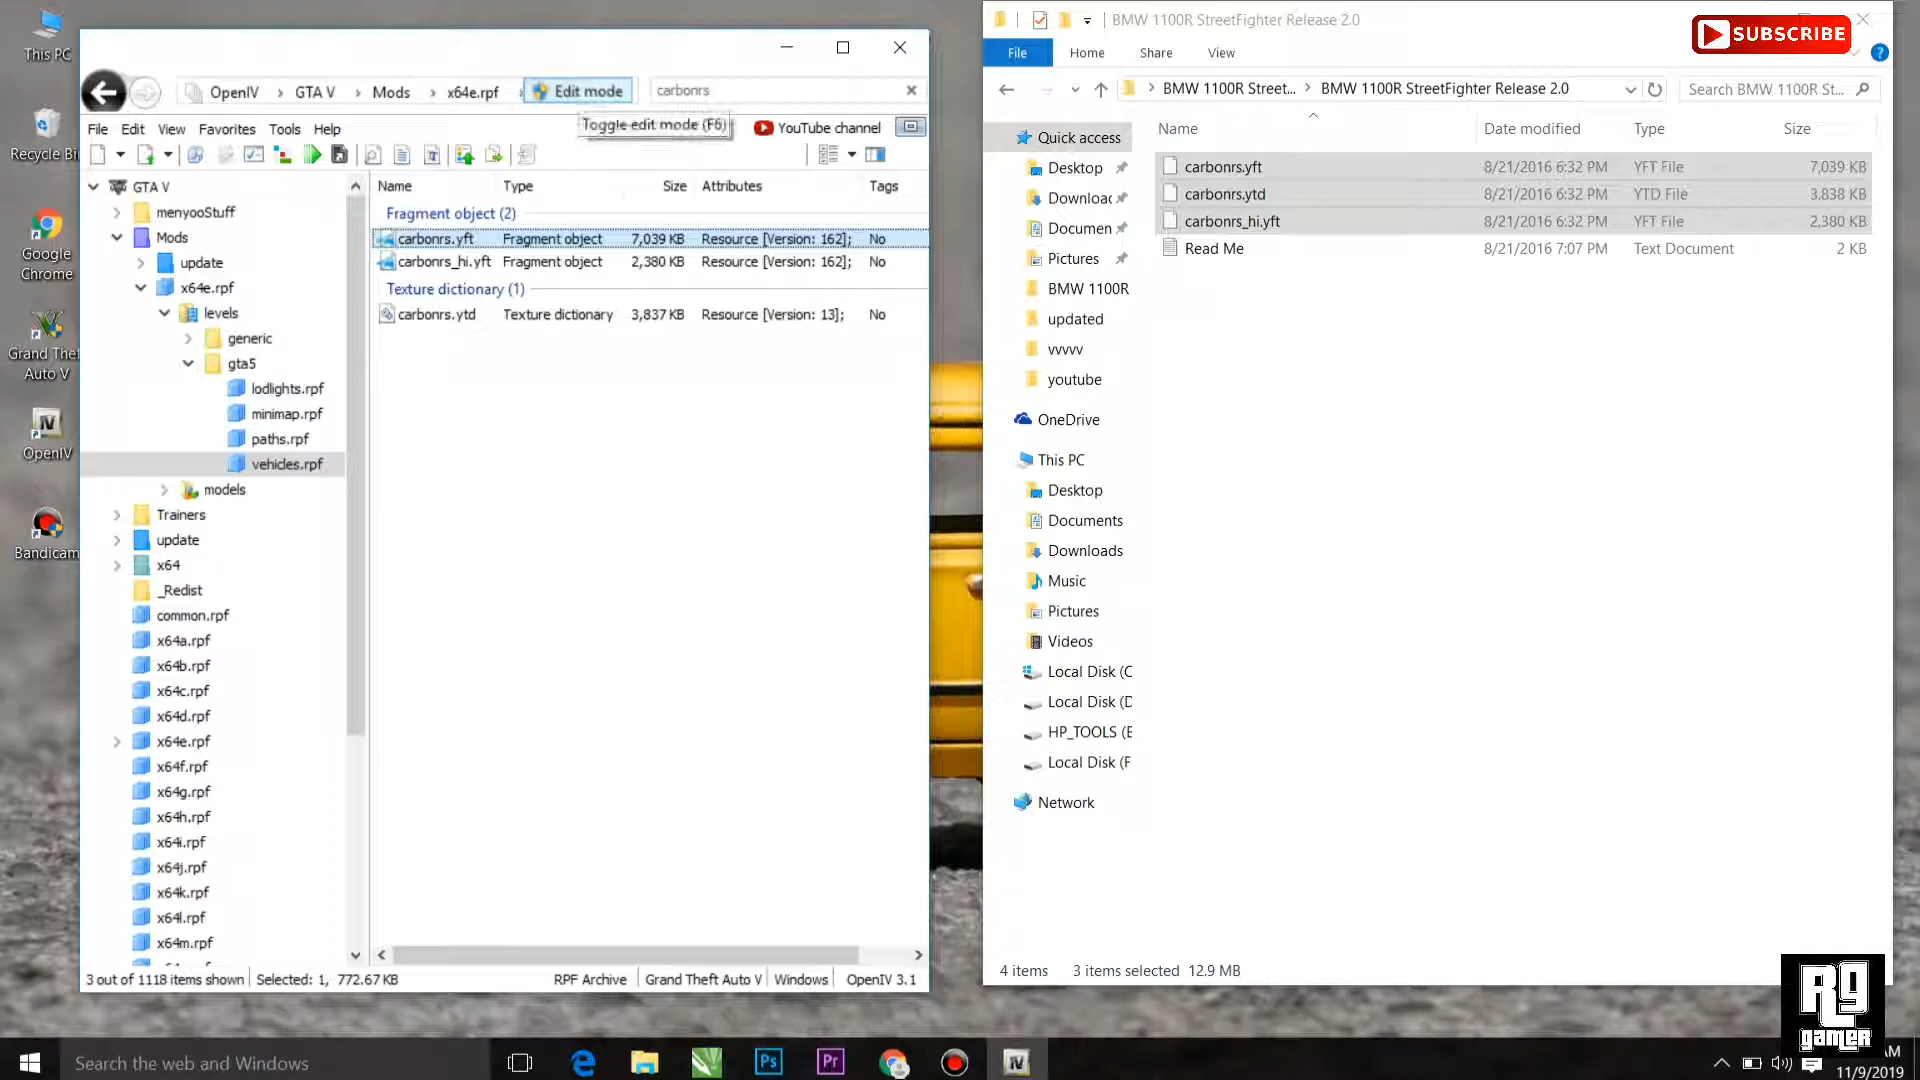 This PC
Recycle Bi
Google
Chrome
Grand Thef
Auto V
OpenIV
Bandicam
OpenIV
GTA V
Mods
x64e.rpf
Edit mode
carbonrs
File
Edit
View
Favorites
Tools
Help
Toggle edit mode (F6)
YouTube channel
GTA V
menyooStuff
Mods
update
x64e.rpf
levels
generic
gta5
lodlights.rpf
minimap.rpf
paths.rpf
vehicles.rpf
models
Trainers
update
x64
_Redist
common.rpf
x64a.rpf
x64b.rpf
x64c.rpf
x64d.rpf
x64e.rpf
x64f.rpf
x64g.rpf
x64h.rpf
x64i.rpf
x64j.rpf
x64k.rpf
x64l.rpf
x64m.rpf
Name Type Size Attributes Tags
Fragment object (2)
carbonrs.yft Fragment object 7,039 KB Resource [Version: 162]; No
carbonrs_hi.yft Fragment object 2,380 KB Resource [Version: 162]; No
Texture dictionary (1)
carbonrs.ytd Texture dictionary 3,837 KB Resource [Version: 13]; No
3 out of 1118 items shown Selected: 1, 772.67 KB RPF Archive Grand Theft Auto V Windows OpenIV 3.1
BMW 1100R StreetFighter Release 2.0
SUBSCRIBE
File Home Share View
BMW 1100R Street... BMW 1100R StreetFighter Release 2.0 Search BMW 1100R St...
Quick access
Desktop
Downloac
Documen
Pictures
BMW 1100R
updated
vvvvv
youtube
OneDrive
This PC
Desktop
Documents
Downloads
Music
Pictures
Videos
Local Disk (C
Local Disk (D
HP_TOOLS (E
Local Disk (F
Network
Name Date modified Type Size
carbonrs.yft 8/21/2016 6:32 PM YFT File 7,039 KB
carbonrs.ytd 8/21/2016 6:32 PM YTD File 3,838 KB
carbonrs_hi.yft 8/21/2016 6:32 PM YFT File 2,380 KB
Read Me 8/21/2016 7:07 PM Text Document 2 KB
4 items 3 items selected 12.9 MB
RG
gamer
Search the web and Windows
Ps
Pr
IV
AM
11/9/2019